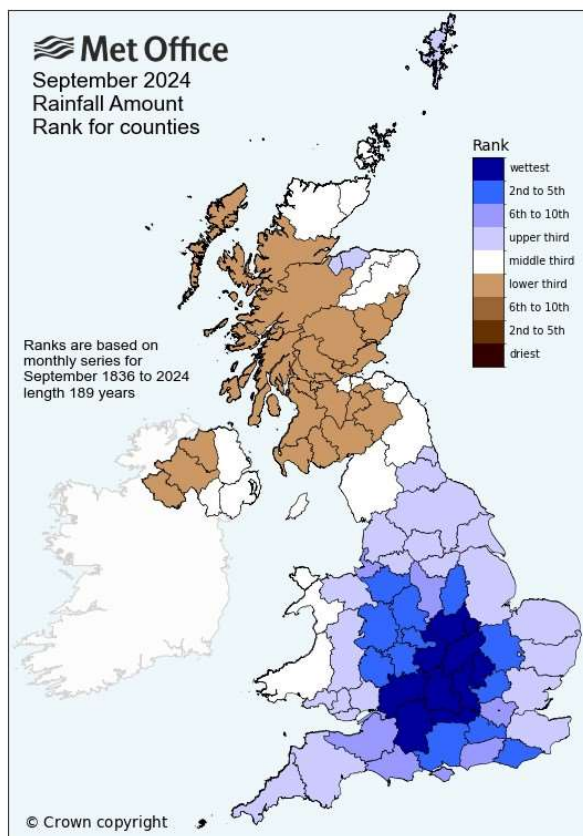 Met Office
September 2024
Rainfall Amount
Rank for counties
Rank
wettest
2nd to 5th
6th to 10th
upper third
middle third
lower third
6th to 10th
2nd to 5th
driest
Ranks are based on
monthly series for
September 1836 to 2024
length 189 years
© Crown copyright